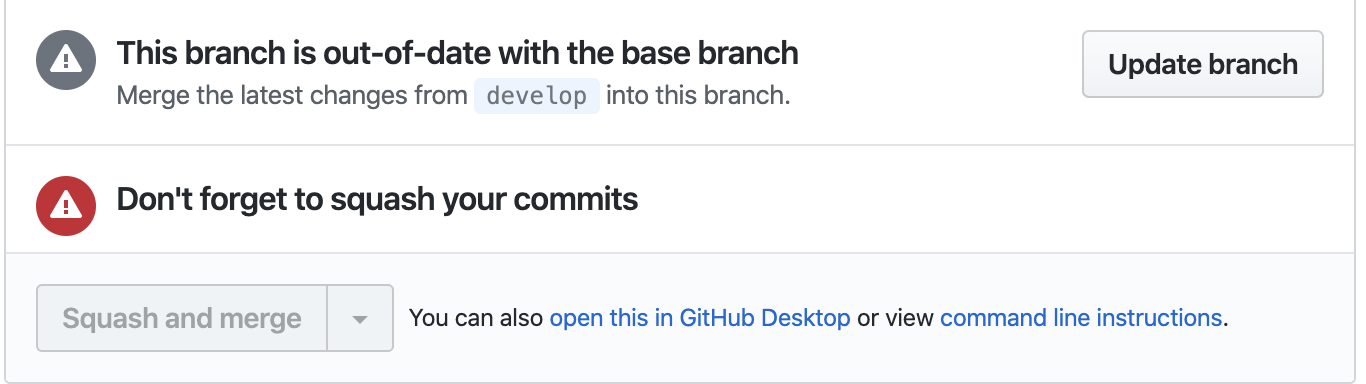 This branch is out-of-date with the base branch
Merge the latest changes from develop into this branch.
Update branch
Don't forget to squash your commits
Squash and merge
You can also open this in GitHub Desktop or view command line instructions.